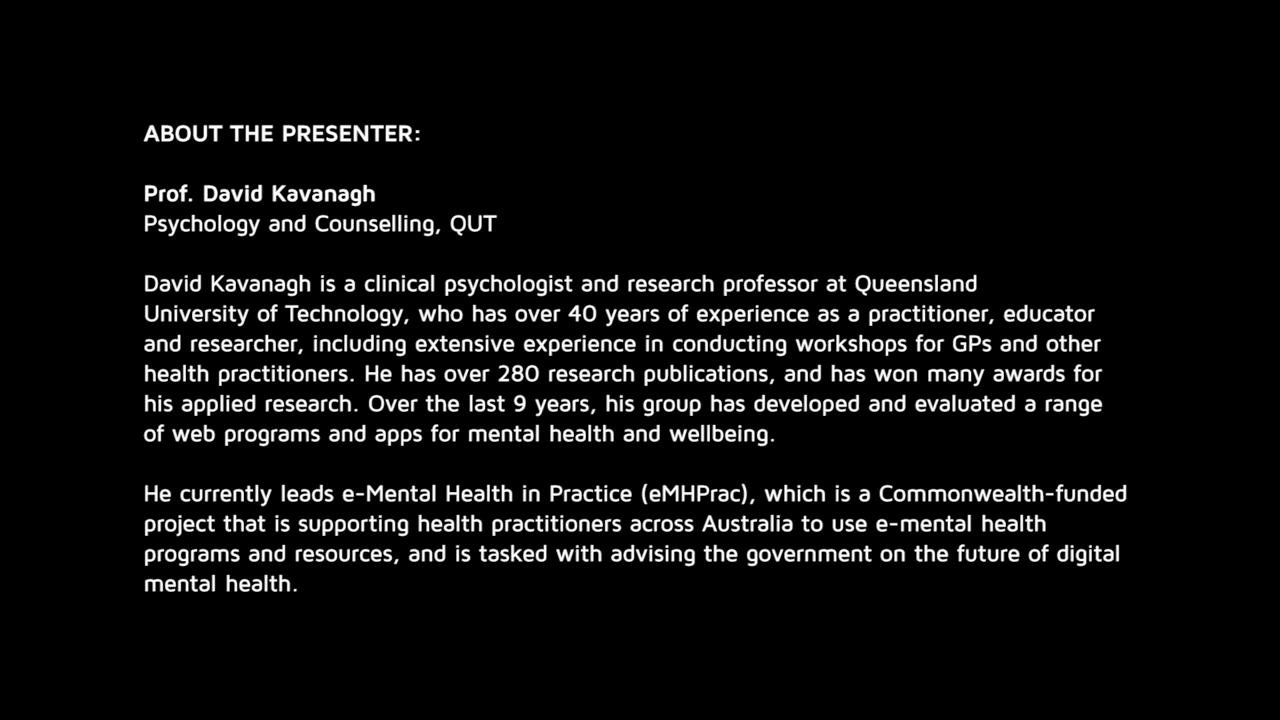 ABOUT THE PRESENTER:
Prof. David Kavanagh
Psychology and Counselling, QUT
David Kavanagh is a clinical psychologist and research professor at Queensland
University of Technology, who has over 40 years of experience as a practitioner, educator
and researcher, including extensive experience in conducting workshops for GPs and other
health practitioners. He has over 280 research publications, and has won many awards for
his applied research. Over the last 9 years, his group has developed and evaluated a range
of web programs and apps for mental health and wellbeing.
He currently leads e-Mental Health in Practice (eMHPrac), which is a Commonwealth-funded
project that is supporting health practitioners across Australia to use e-mental health
programs and resources, and is tasked with advising the government on the future of digital
mental health.